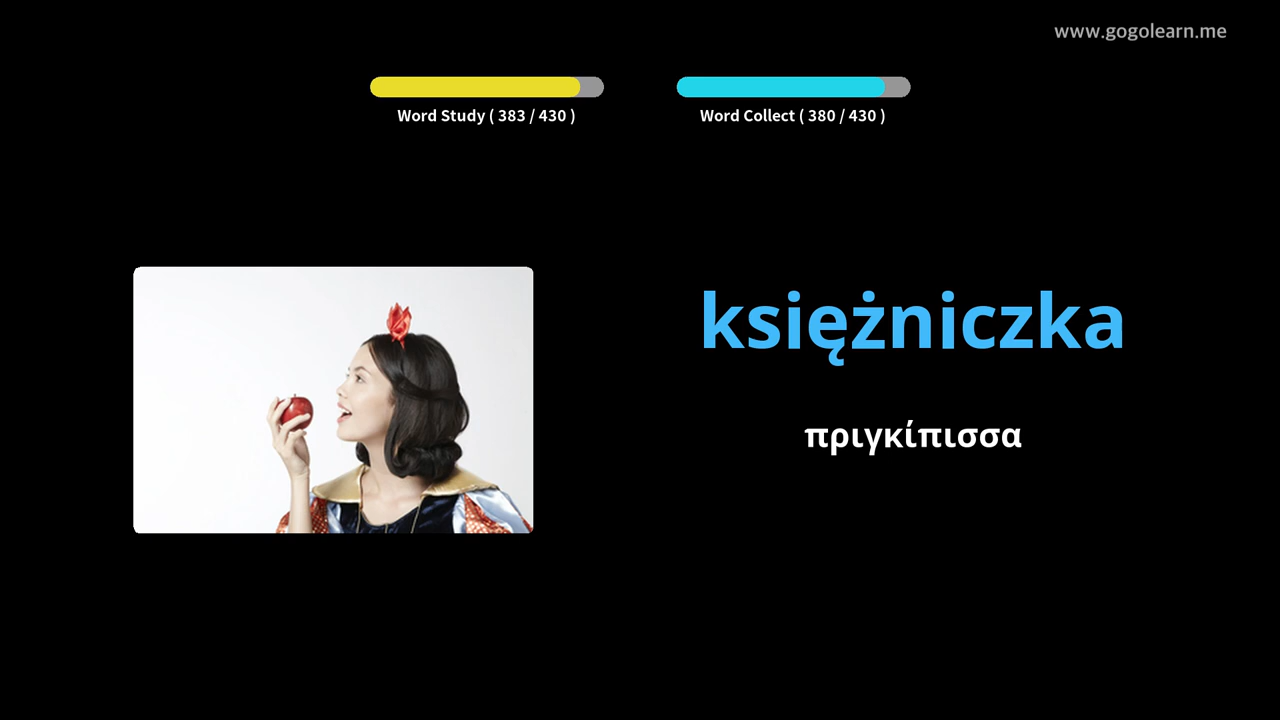 www.gogolearn.me
Word Study ( 383 / 430 )
Word Collect ( 380 / 430 )
księżniczka
πριγκίπισσα